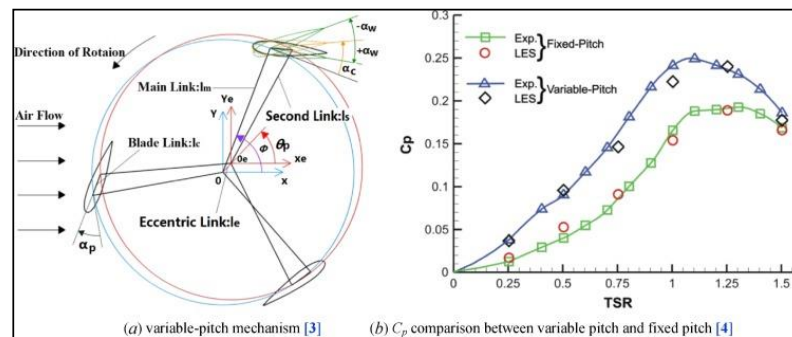 -αw
+αw
αc
Direction of Rotaion
Main Link:lm
Second Link:ls
Air Flow
Ye
Y
Blade Link:lc
Φ
θp
0e
xe
0
x
Eccentric Link:le
αp
(a) variable-pitch mechanism [3]
Cp
0.3
0.25
0.2
0.15
0.1
0.05
0
Exp.
LES
Fixed-Pitch
Exp.
LES
Variable-Pitch
0 0.25 0.5 0.75 1 1.25 1.5
TSR
(b) Cp comparison between variable pitch and fixed pitch [4]